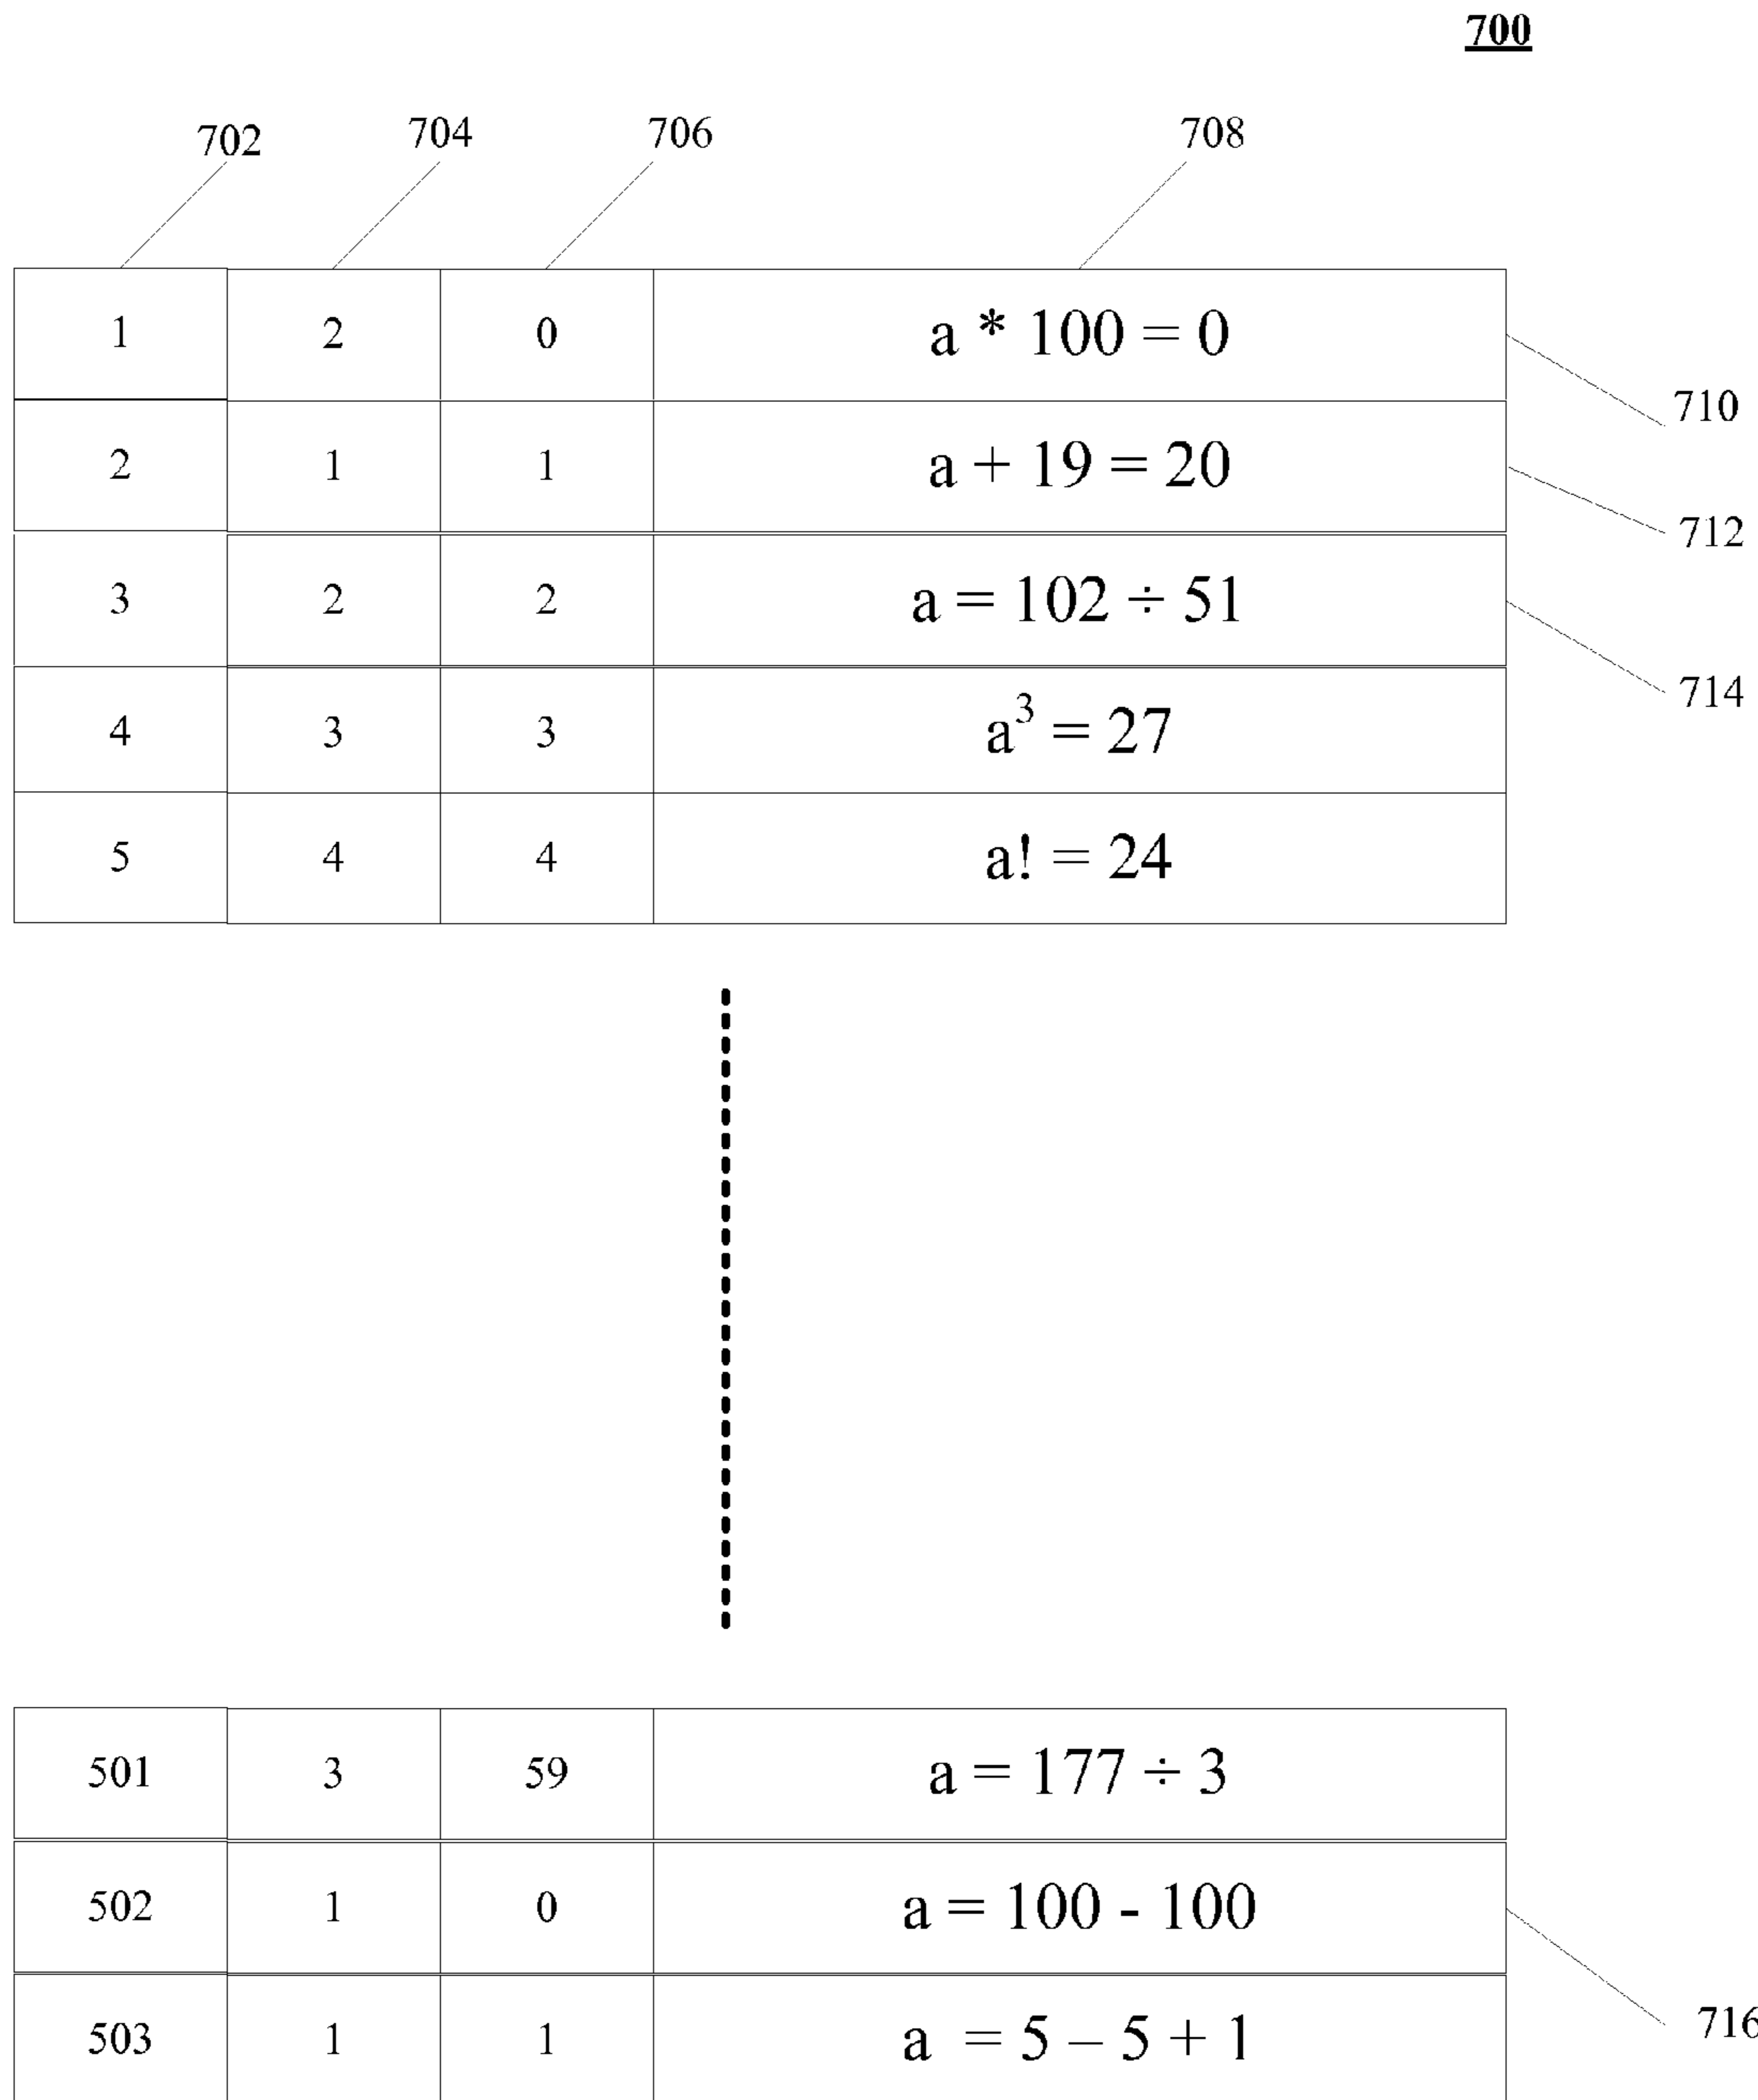 700
702 704 706 708
1 2 0 a * 100 = 0
710
2 1 1 a + 19 = 20
712
3 2 2 a = 102 ÷ 51
714
4 3 3 a³ = 27
5 4 4 a! = 24
501 3 59 a = 177 ÷ 3
502 1 0 a = 100 - 100
716
503 1 1 a = 5 – 5 + 1